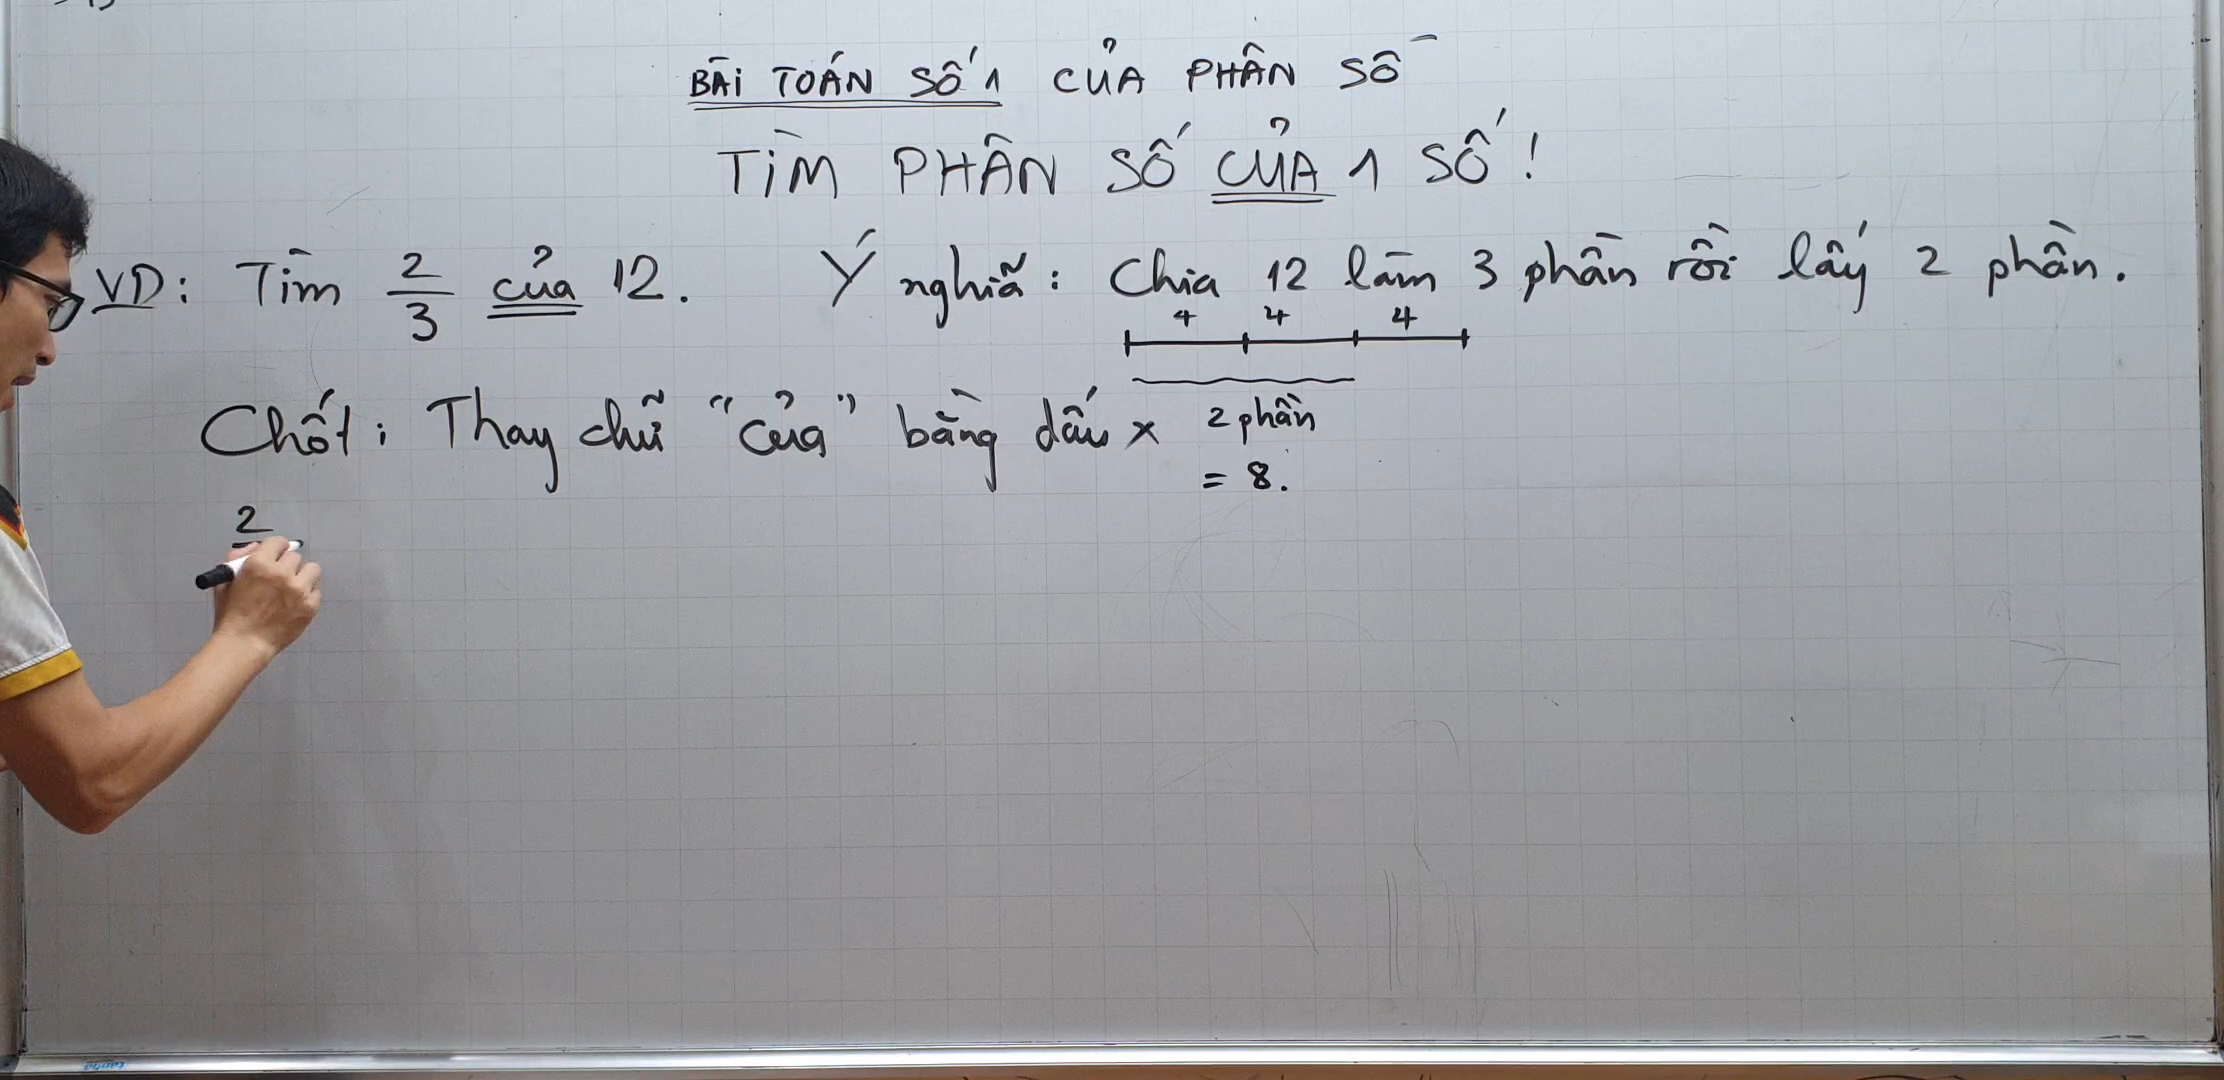 BÀI TOÁN SỐ 1 CỦA PHÂN SỐ
TÌM PHÂN SỐ CỦA 1 SỐ!
VD: Tìm 2/3 của 12. Ý nghĩa: Chia 12 làm 3 phần rồi lấy 2 phần.
4 4 4
Chốt: Thay chữ "của" bằng dấu ×
2 phần
= 8.
2